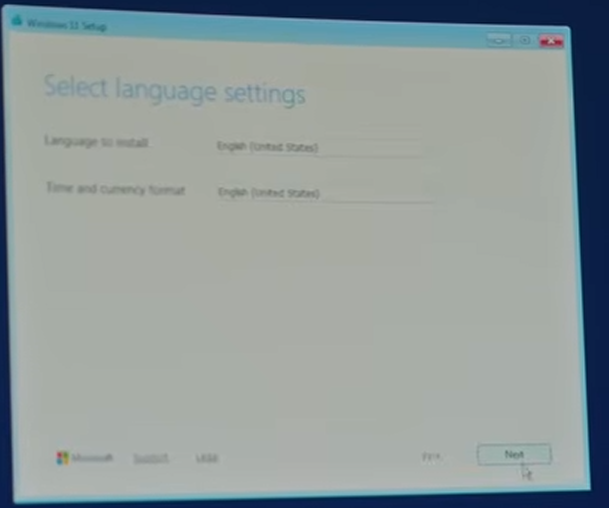 Windows 11 Setup
Select language settings
Language to install
English (United States)
Time and currency format
English (United States)
Microsoft
Support
Legal
Next